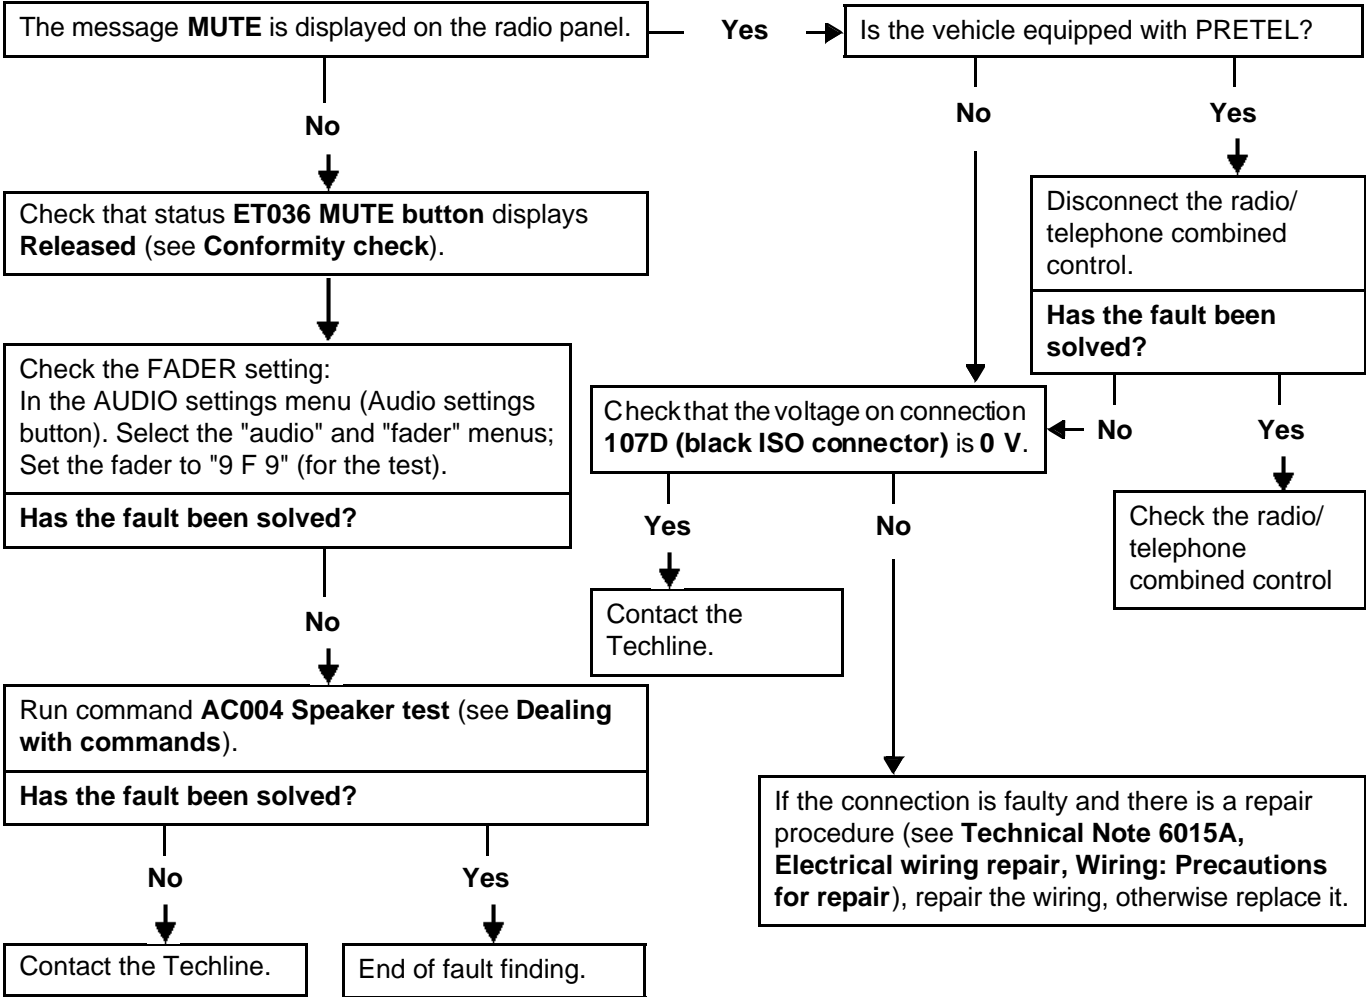 The message MUTE is displayed on the radio panel.
Yes
Is the vehicle equipped with PRETEL?
No
No
Yes
Check that status ET036 MUTE button displays
Released (see Conformity check).
Disconnect the radio/
telephone combined
control.
Has the fault been
solved?
Check the FADER setting:
In the AUDIO settings menu (Audio settings
button). Select the "audio" and "fader" menus;
Set the fader to "9 F 9" (for the test).
Has the fault been solved?
Check that the voltage on connection
107D (black ISO connector) is 0 V.
No
Yes
Yes
No
Check the radio/
telephone
combined control
Contact the
Techline.
No
Run command AC004 Speaker test (see Dealing
with commands).
Has the fault been solved?
If the connection is faulty and there is a repair
procedure (see Technical Note 6015A,
Electrical wiring repair, Wiring: Precautions
for repair), repair the wiring, otherwise replace it.
No
Yes
Contact the Techline.
End of fault finding.